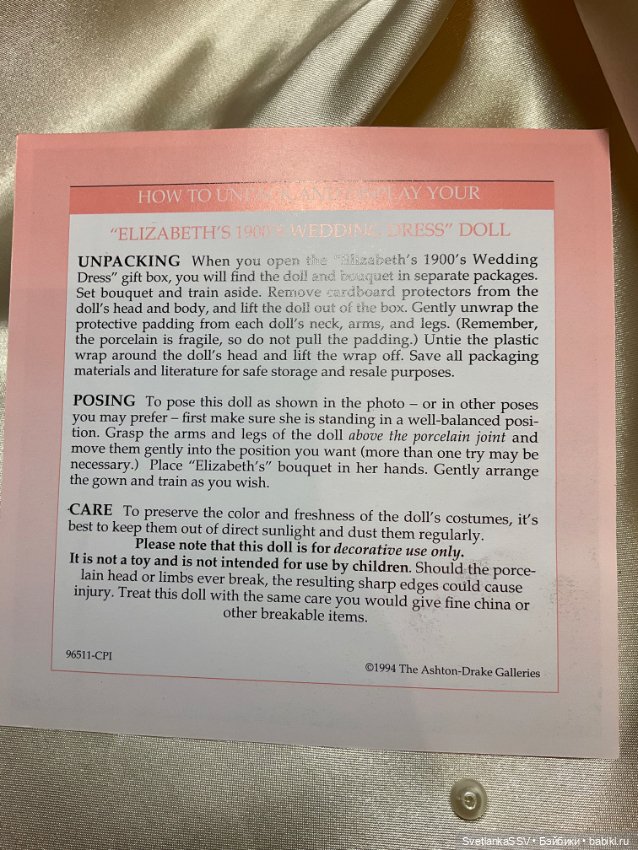 HOW TO UNPACK AND DISPLAY YOUR
"ELIZABETH'S 1900'S WEDDING DRESS" DOLL
UNPACKING When you open the "Elizabeth's 1900's Wedding
Dress" gift box, you will find the doll and bouquet in separate packages.
Set bouquet and train aside. Remove cardboard protectors from the
doll's head and body, and lift the doll out of the box. Gently unwrap the
protective padding from each doll's neck, arms, and legs. (Remember,
the porcelain is fragile, so do not pull the padding.) Untie the plastic
wrap around the doll's head and lift the wrap off. Save all packaging
materials and literature for safe storage and resale purposes.
POSING To pose this doll as shown in the photo – or in other poses
you may prefer – first make sure she is standing in a well-balanced posi-
tion. Grasp the arms and legs of the doll above the porcelain joint and
move them gently into the position you want (more than one try may be
necessary.) Place "Elizabeth's" bouquet in her hands. Gently arrange
the gown and train as you wish.
CARE To preserve the color and freshness of the doll's costumes, it's
best to keep them out of direct sunlight and dust them regularly.
Please note that this doll is for decorative use only.
It is not a toy and is not intended for use by children. Should the porce-
lain head or limbs ever break, the resulting sharp edges could cause
injury. Treat this doll with the same care you would give fine china or
other breakable items.
96511-CPI
©1994 The Ashton-Drake Galleries
SvetlankaSSV • Бэйбики • babiki.ru